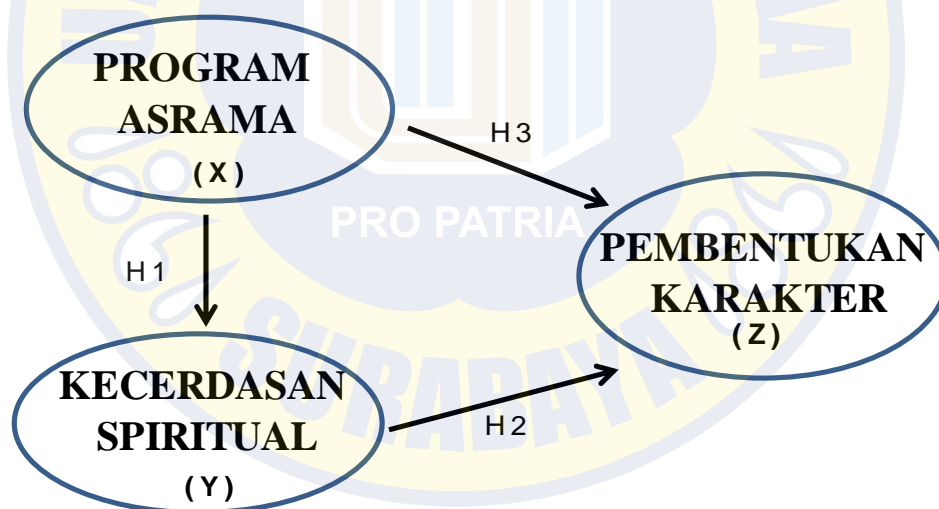 PROGRAM
ASRAMA
(X)
H3
PRO PATRIA
PEMBENTUKAN
KARAKTER
(Z)
H1
KECERDASAN
SPIRITUAL
(Y)
H2
SURABAYA